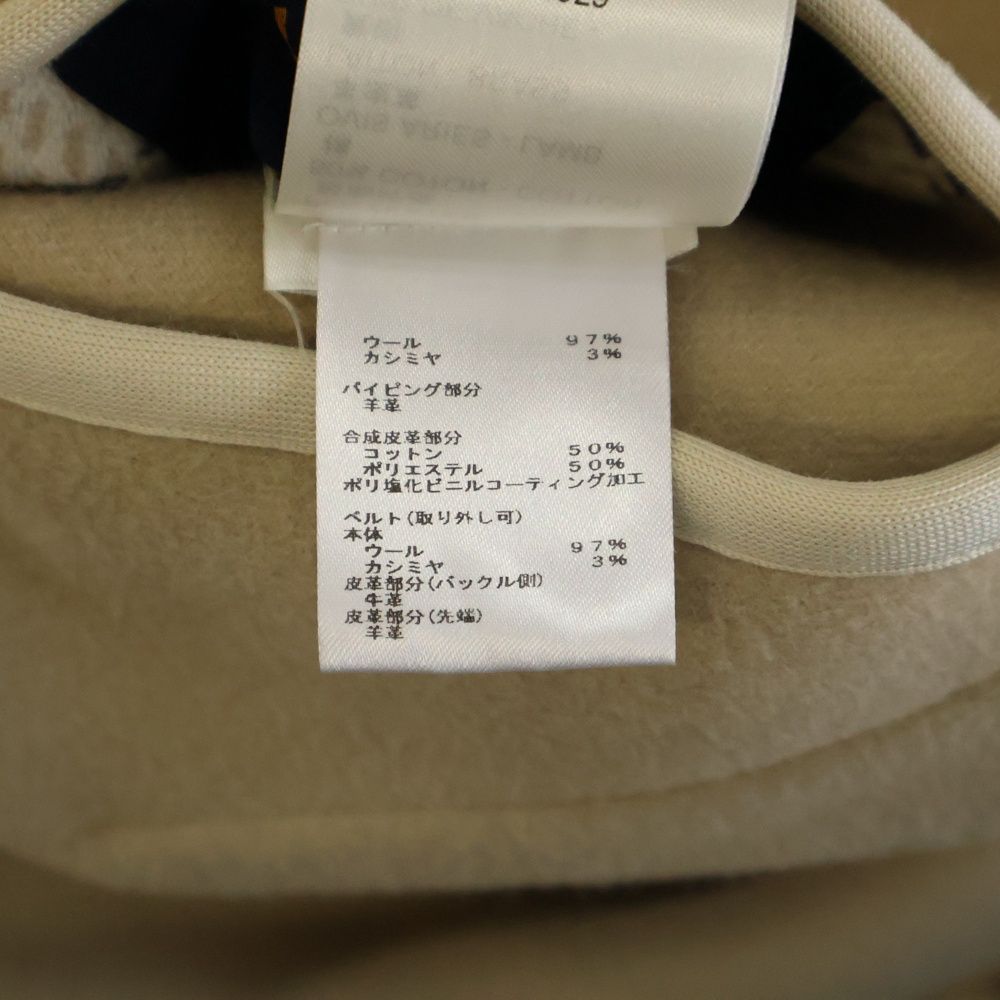 ウール 97%
カシミヤ 3%
パイピング部分
羊革
合成皮革部分
コットン 50%
ポリエステル 50%
ポリ塩化ビニルコーティング加工
ベルト(取り外し可)
本体
ウール 97%
カシミヤ 3%
皮革部分(バックル側)
牛革
皮革部分(先端)
羊革